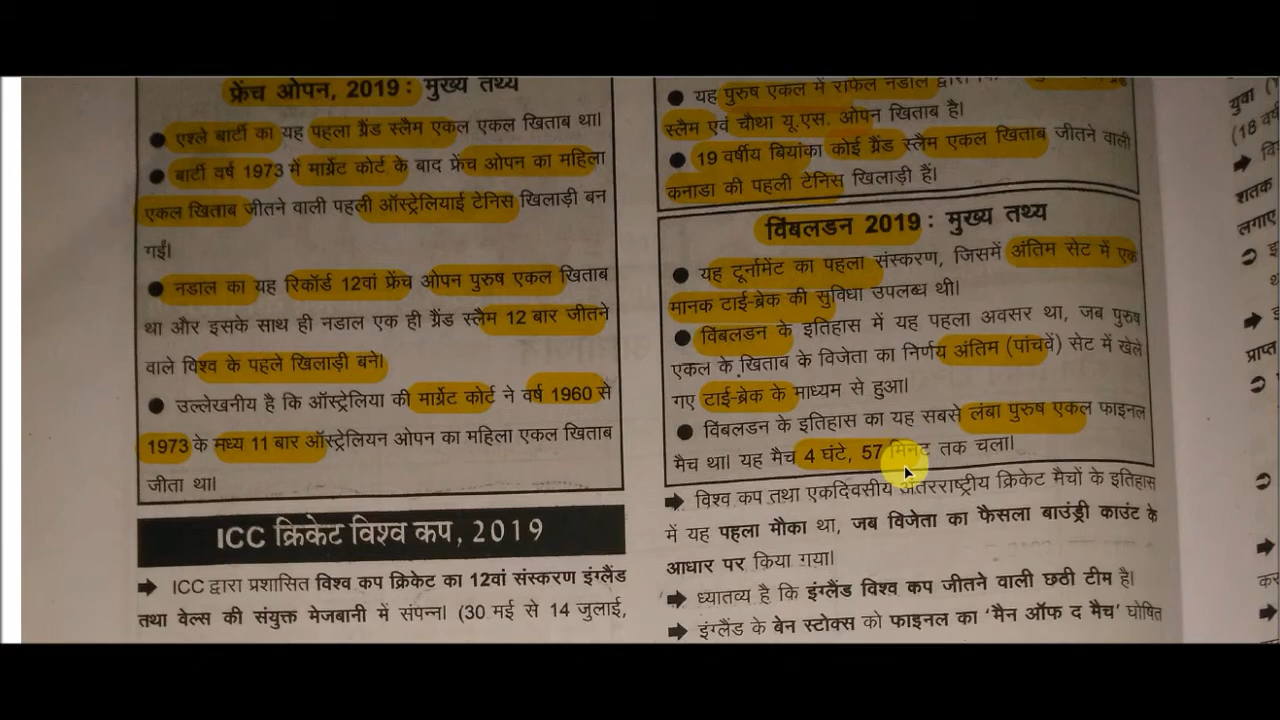 फ्रेंच ओपन, 2019 : मुख्य तथ्य
● एश्ले बार्टी का यह पहला ग्रैंड स्लैम एकल एकल खिताब था।
● बार्टी वर्ष 1973 में मार्ग्रेट कोर्ट के बाद फ्रेंच ओपन का महिला
एकल खिताब जीतने वाली पहली ऑस्ट्रेलियाई टेनिस खिलाड़ी बन
गईं।
● नडाल का यह रिकॉर्ड 12वां फ्रेंच ओपन पुरुष एकल खिताब
था और इसके साथ ही नडाल एक ही ग्रैंड स्लैम 12 बार जीतने
वाले विश्व के पहले खिलाड़ी बने।
● उल्लेखनीय है कि ऑस्ट्रेलिया की मार्ग्रेट कोर्ट ने वर्ष 1960 से
1973 के मध्य 11 बार ऑस्ट्रेलियन ओपन का महिला एकल खिताब
जीता था।
ICC क्रिकेट विश्व कप, 2019
➡ ICC द्वारा प्रशासित विश्व कप क्रिकेट का 12वां संस्करण इंग्लैंड
तथा वेल्स की संयुक्त मेजबानी में संपन्न। (30 मई से 14 जुलाई,
● यह पुरुष एकल में राफेल नडाल द्वारा
स्लैम एवं चौथा यू.एस. ओपन खिताब है।
● 19 वर्षीय बियांका कोई ग्रैंड स्लैम एकल खिताब जीतने वाली
कनाडा की पहली टेनिस खिलाड़ी हैं।
विंबलडन 2019 : मुख्य तथ्य
● यह टूर्नामेंट का पहला संस्करण, जिसमें अंतिम सेट में एक
मानक टाई-ब्रेक की सुविधा उपलब्ध थी।
● विंबलडन के इतिहास में यह पहला अवसर था, जब पुरुष
एकल के खिताब के विजेता का निर्णय अंतिम (पांचवें) सेट में खेले
गए टाई-ब्रेक के माध्यम से हुआ।
● विंबलडन के इतिहास का यह सबसे लंबा पुरुष एकल फाइनल
मैच था। यह मैच 4 घंटे, 57 मिनट तक चला।
➡ विश्व कप तथा एकदिवसीय अंतरराष्ट्रीय क्रिकेट मैचों के इतिहास
में यह पहला मौका था, जब विजेता का फैसला बाउंड्री काउंट के
आधार पर किया गया।
➡ ध्यातव्य है कि इंग्लैंड विश्व कप जीतने वाली छठी टीम है।
➡ इंग्लैंड के बेन स्टोक्स को फाइनल का ‘मैन ऑफ द मैच’ घोषित
युवा
(18 वर्ष
शतक
लगाए
प्राप्त